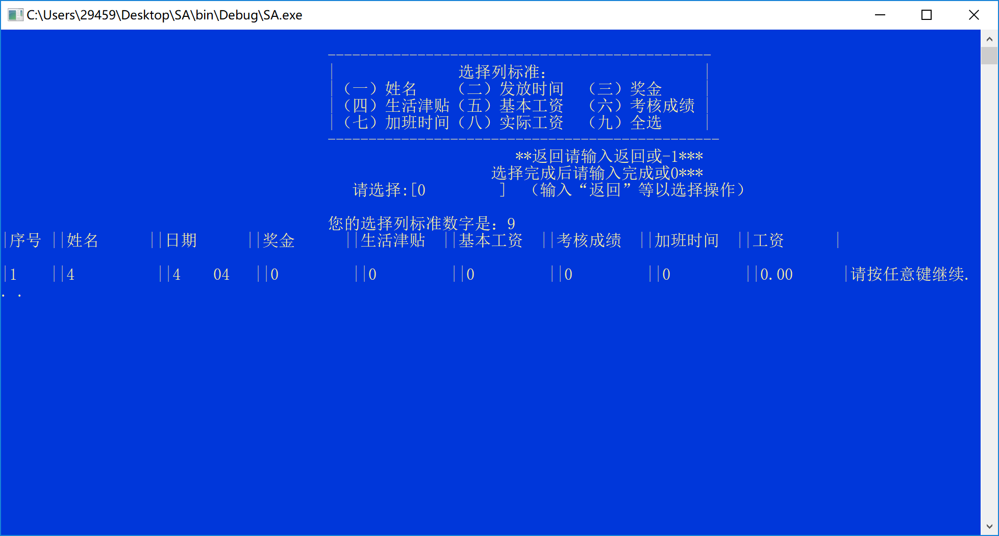 C:\Users\29459\Desktop\SA\bin\Debug\SA.exe
-----------------------------------------------
|               选择列标准：                   |
|（一）姓名    （二）发放时间  （三）奖金     |
|（四）生活津贴（五）基本工资  （六）考核成绩 |
|（七）加班时间（八）实际工资  （九）全选     |
------------------------------------------------
**返回请输入返回或-1***
选择完成后请输入完成或0***
请选择:[0         ]  （输入“返回”等以选择操作）
您的选择列标准数字是：9
|序号 ||姓名      ||日期      ||奖金      ||生活津贴  ||基本工资  ||考核成绩  ||加班时间  ||工资      |
|1    ||4          ||4    04   ||0         ||0         ||0         ||0         ||0         ||0.00      |请按任意键继续.
. .